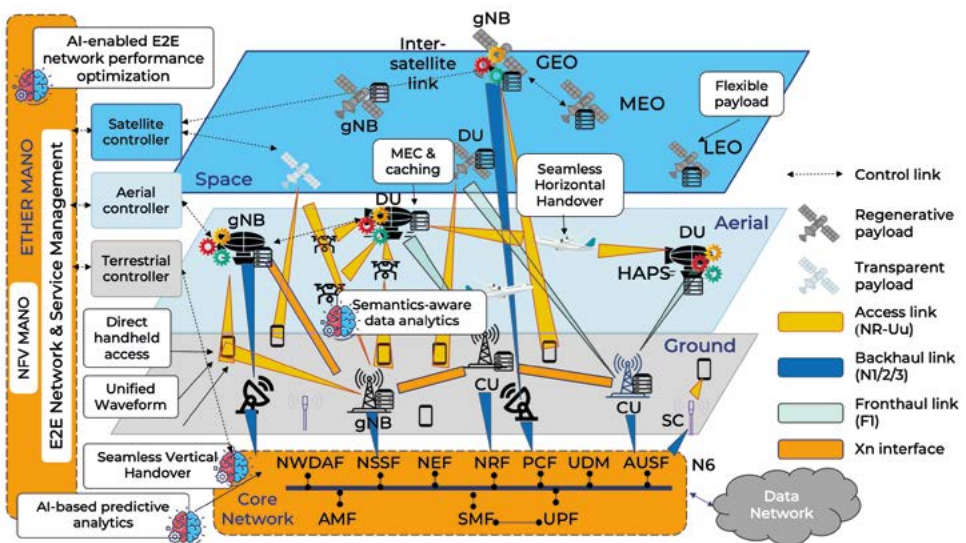 AI-enabled E2E
network performance
optimization
ETHER MANO
NFV MANO
E2E Network & Service Management
Satellite
controller
Aerial
controller
Terrestrial
controller
Direct
handheld
access
Unified
Waveform
Seamless Vertical
Handover
AI-based predictive
analytics
Space
Inter-
satellite
link
gNB
GEO
gNB
MEO
DU
Flexible
payload
LEO
MEC &
caching
Seamless
Horizontal
Handover
Aerial
gNB
DU
DU
HAPS
Semantics-aware
data analytics
Ground
gNB
CU
CU
SC
NWDAF
NSSF
NEF
NRF
PCF
UDM
AUSF
N6
Core
Network
AMF
SMF
UPF
Data
Network
Control link
Regenerative
payload
Transparent
payload
Access link
(NR-Uu)
Backhaul link
(N1/2/3)
Fronthaul link
(F1)
Xn interface